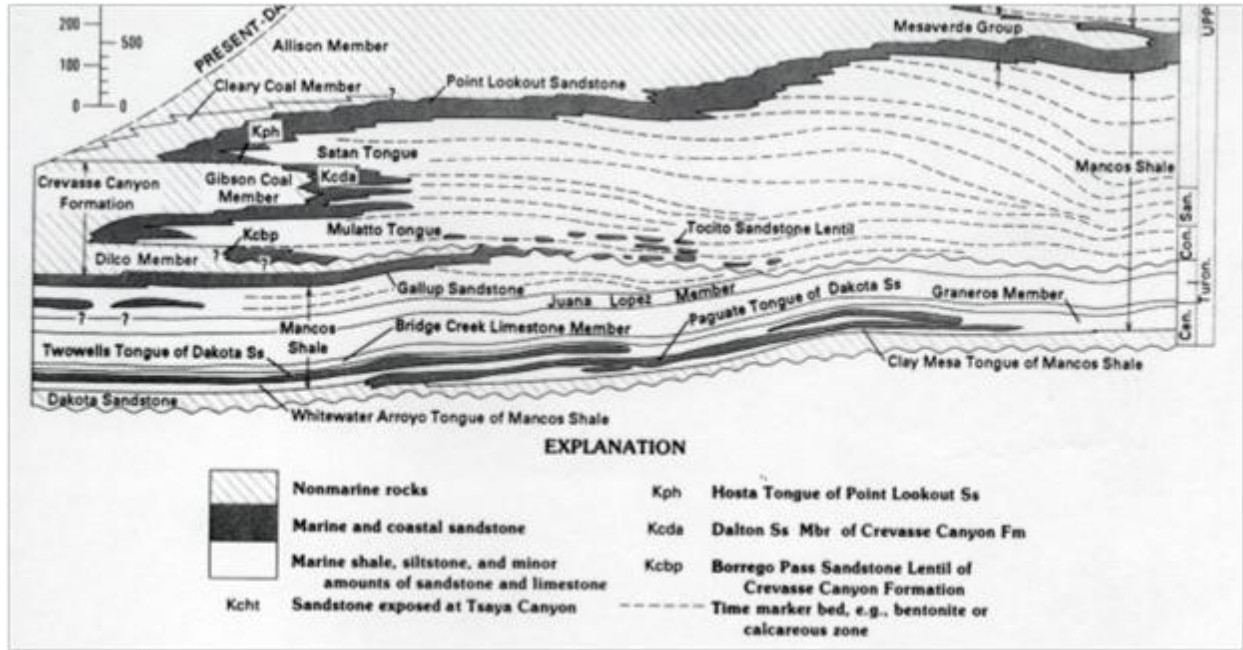 200
500
100
0
0
PRESENT-DA
Allison Member
Mesaverde Group
UPP
Cleary Coal Member
?
Point Lookout Sandstone
Kph
Satan Tongue
Mancos Shale
Crevasse Canyon
Formation
Gibson Coal
Member
Kcda
Kcbp
Mulatto Tongue
Tocito Sandstone Lentil
San.
Con.
?
?
Dilco Member
Turon.
Gallup Sandstone
Juana Lopez Member
Paguate Tongue of Dakota Ss
Graneros Member
? ?
Mancos
Shale
Bridge Creek Limestone Member
Cen.
Twowells Tongue of Dakota Ss
Clay Mesa Tongue of Mancos Shale
Dakota Sandstone
Whitewater Arroyo Tongue of Mancos Shale
EXPLANATION
Nonmarine rocks
Marine and coastal sandstone
Marine shale, siltstone, and minor
amounts of sandstone and limestone
Kcht Sandstone exposed at Tsaya Canyon
Kph Hosta Tongue of Point Lookout Ss
Kcda Dalton Ss Mbr of Crevasse Canyon Fm
Kcbp Borrego Pass Sandstone Lentil of
Crevasse Canyon Formation
Time marker bed, e.g., bentonite or
calcareous zone